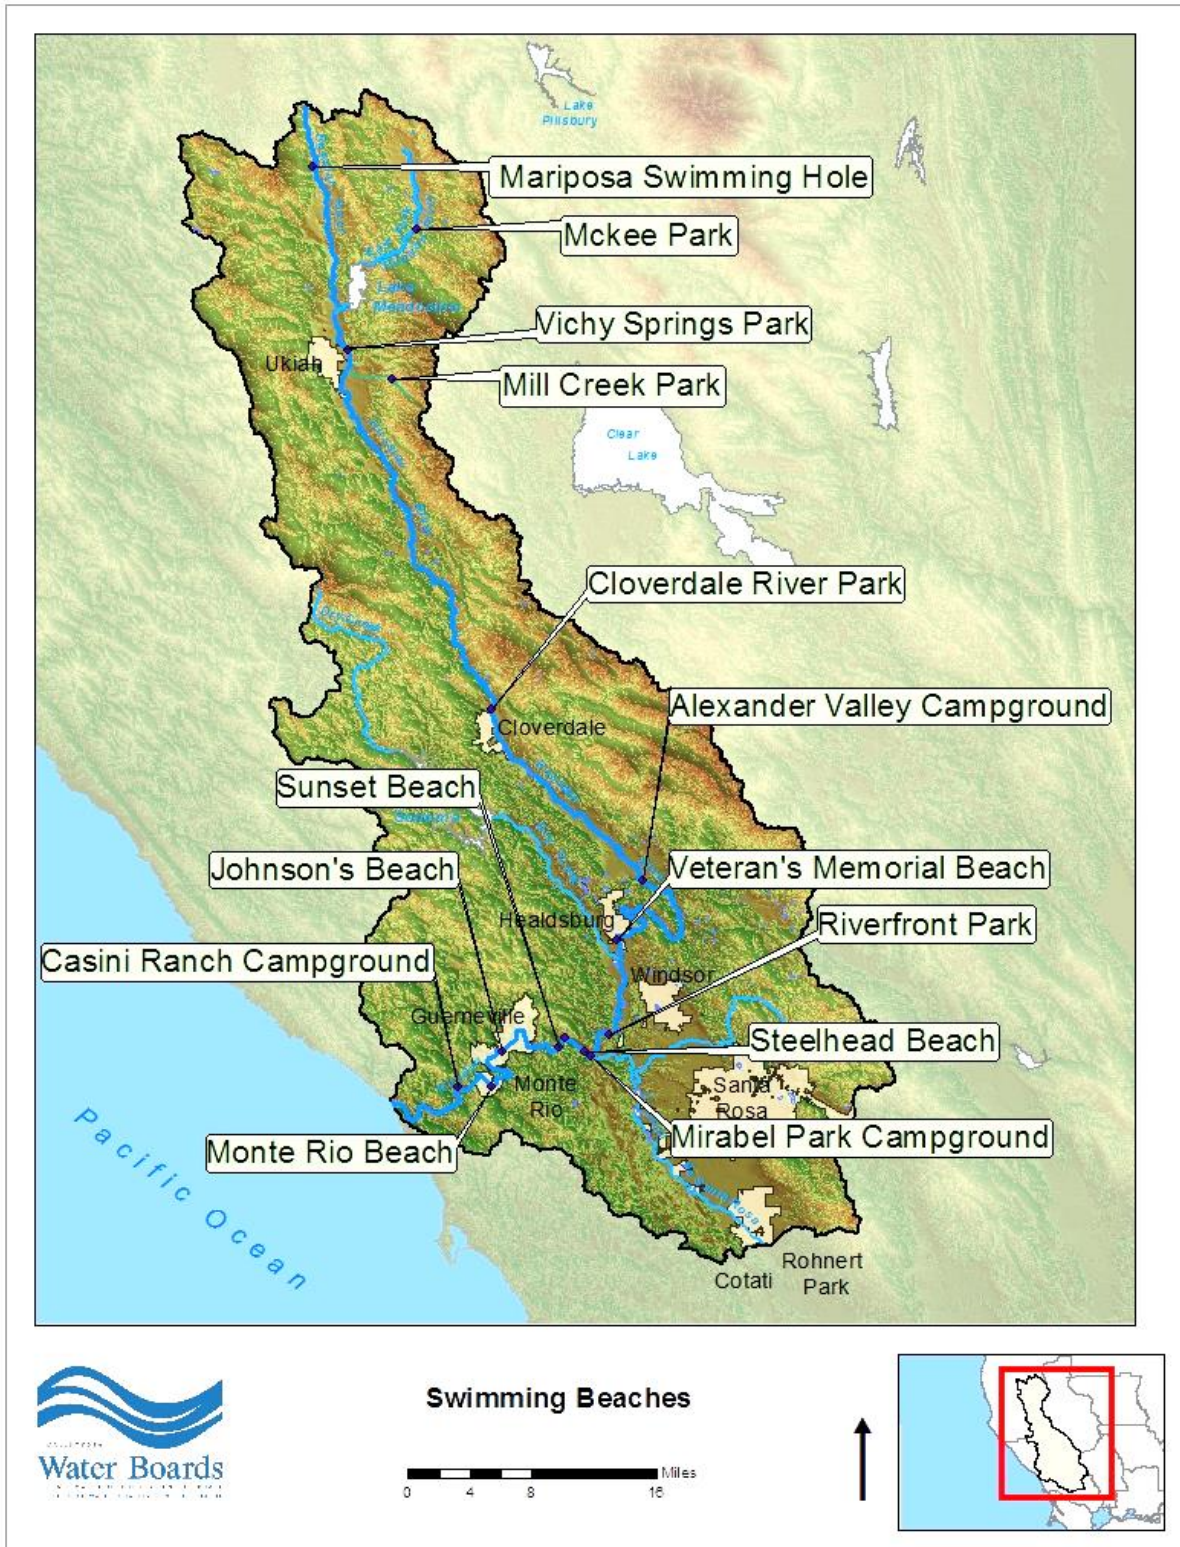 Lake
Pillsbury
Mariposa Swimming Hole
Mckee Park
Lake
Mendocino
Vichy Springs Park
Ukiah
Mill Creek Park
Clear
Lake
Russian
River
Cloverdale River Park
Alexander Valley Campground
Cloverdale
Sunset Beach
Sonoma
Johnson's Beach
Veteran's Memorial Beach
Healdsburg
Riverfront Park
Casini Ranch Campground
Windsor
Guerneville
Steelhead Beach
Monte
Rio
Santa
Rosa
Mirabel Park Campground
Monte Rio Beach
Pacific Ocean
Rohnert
Park
Cotati
Swimming Beaches
Water Boards
Miles
0 4 8 16